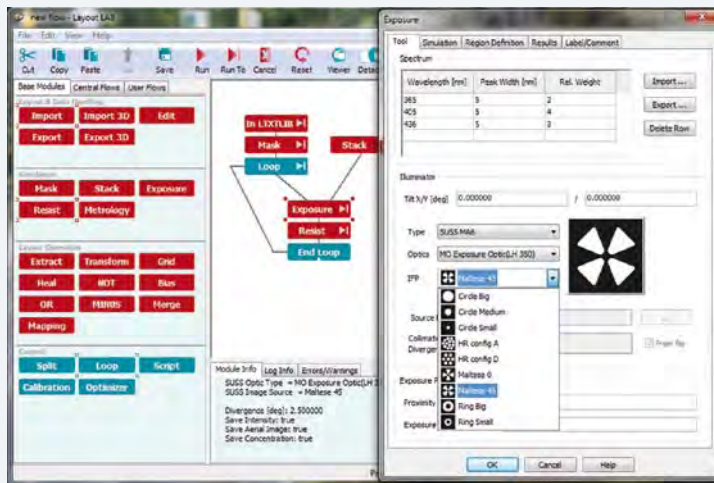 new flow - Layout LAB
File Edit View Help
Cut Copy Paste Save Run Run To Cancel Reset Viewer
Base Modules Central Flows User Flows
Import Import 3D Edit
Export Export 3D
Mask Stack Exposure
Resist Metrology
Extract Transform Grid
Heal NOT Bias
OR MINUS Merge
Mapping
Control
Split Loop Script
Calibration Optimizer
In LTXTLIB
Mask
Stack
Loop
Exposure
Resist
End Loop
Module Info Log Info Errors/Warnings
SUSS Optic Type = MO Exposure Optic(LH 3
SUSS Image Source = Maltese 45
Divergence [deg]: 2.500000
Save Intensity: true
Save Aerial Image: true
Save Concentration: true
Exposure
Tool Simulation Region Definition Results Label/Comment
Spectrum
Wavelength [nm] Peak Width [nm] Rel. Weight
365 5 2
405 5 4
436 5 3
Import ...
Export ...
Delete Row
Illuminator
Tilt X/Y [deg] 0.000000 / 0.000000
Type SUSS MA6
Optics MO Exposure Optic(LH 350)
IFP Maltese 45
Circle Big
Circle Medium
Circle Small
HR config A
HR config D
Maltese 0
Maltese 45
Ring Big
Ring Small
Source
Diverger
Exposure
Proximity
Exposure
OK Cancel Help